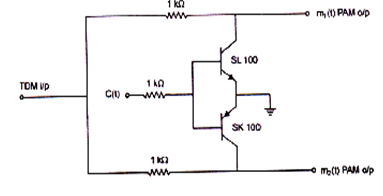 1 kΩ
m₁(t) PAM o/p
SL 100
TDM i/p
C(t)
1 kΩ
SK 100
1 kΩ
m₂(t) PAM o/p